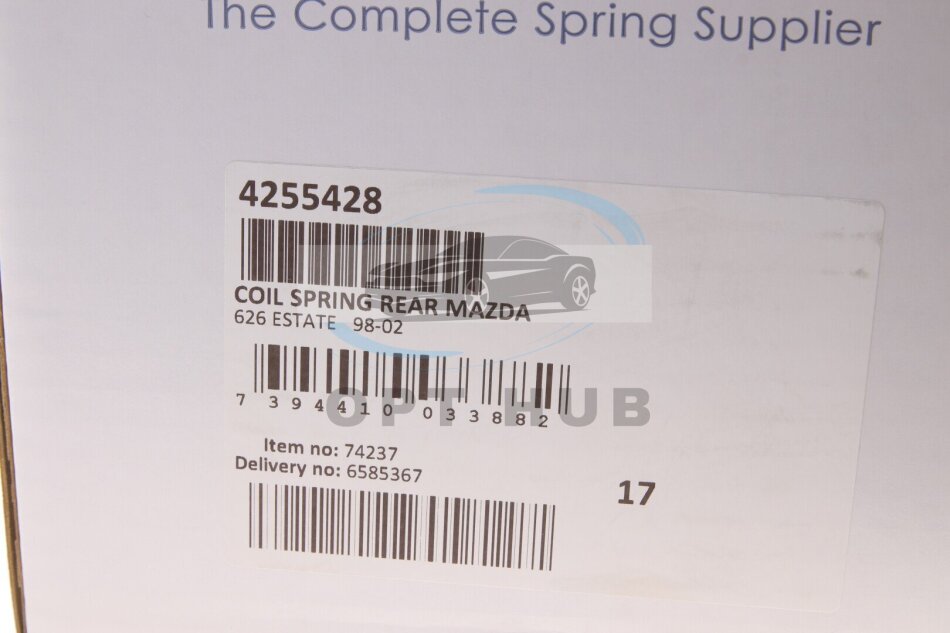 The Complete Spring Supplier
4255428
COIL SPRING REAR MAZDA
626 ESTATE 98-02
7 394410 033882
OPT HUB
Item no: 74237
Delivery no: 6585367
17